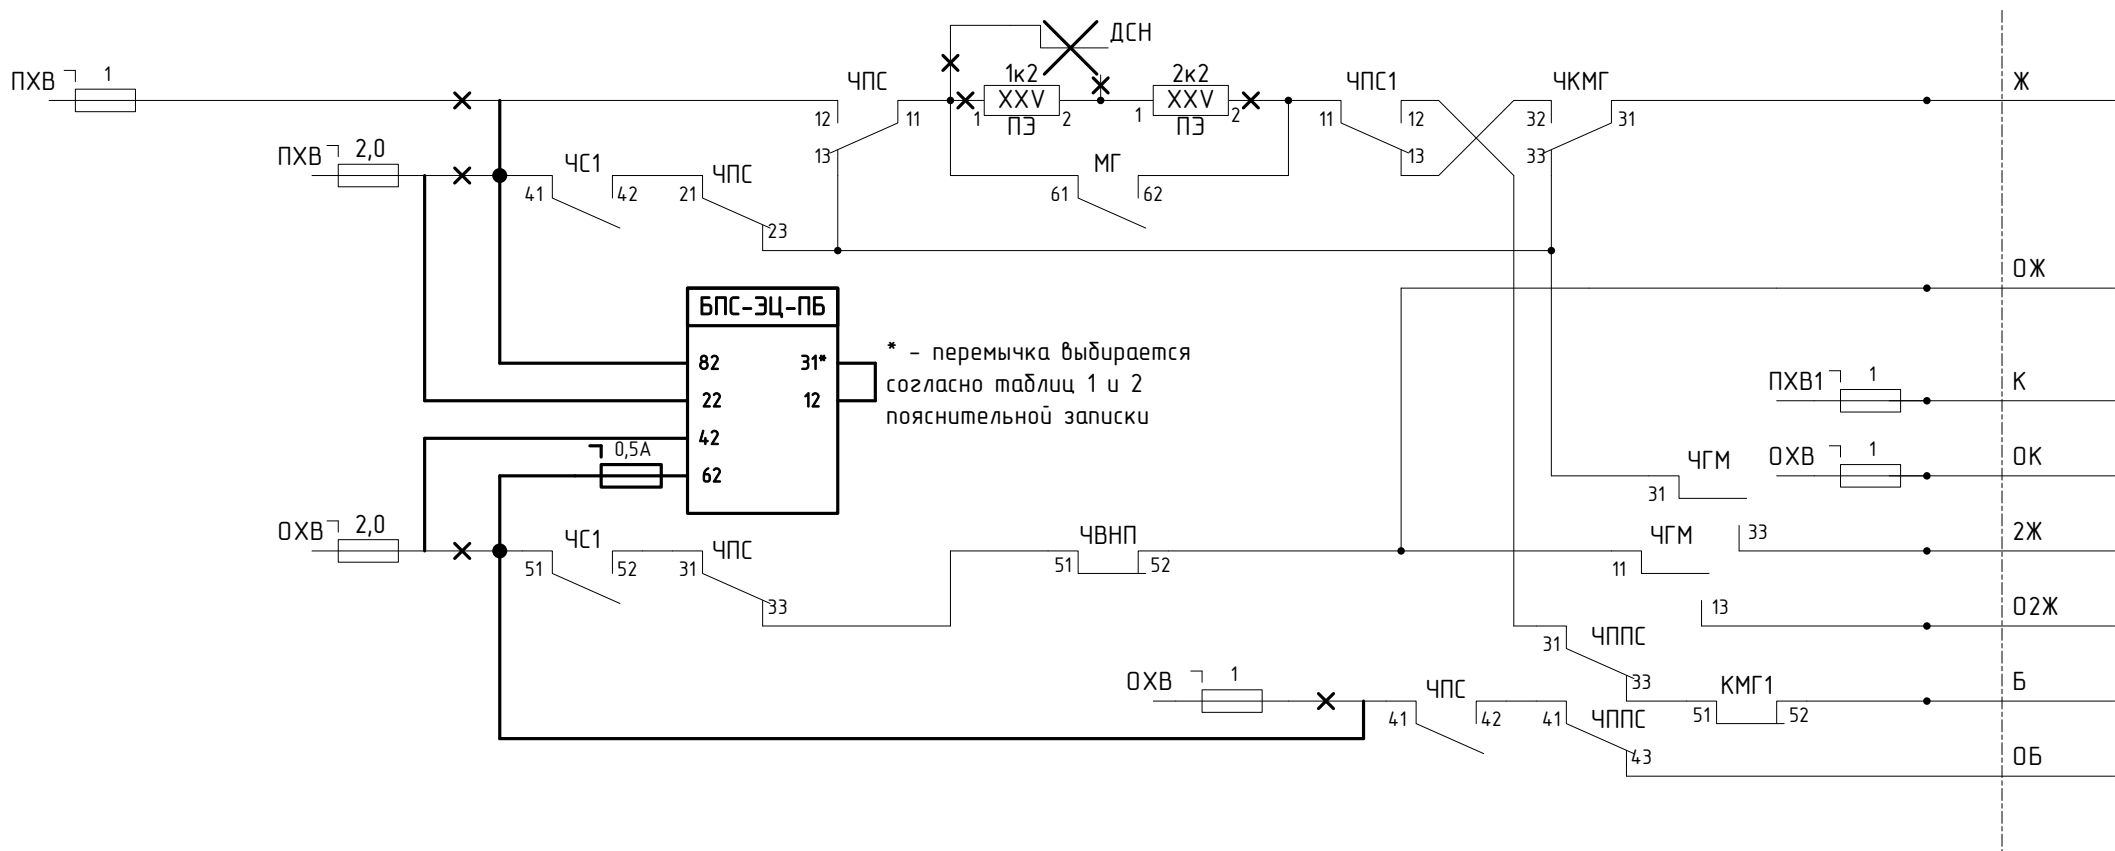 ДСН
ПХВ
1
ЧПС
1к2
2к2
ЧПС1
ЧКМГ
Ж
XXV
XXV
12
11
1
ПЭ
2
1
ПЭ
2
11
12
32
31
ПХВ
2,0
ЧС1
ЧПС
13
МГ
13
33
41
42
21
61
62
23
ОЖ
БПС-ЭЦ-ПБ
82
31*
22
12
42
62
* - перемычка выбирается
согласно таблиц 1 и 2
пояснительной записки
ПХВ1
1
К
0,5А
ЧГМ
ОХВ
1
ОК
31
ОХВ
2,0
ЧС1
ЧПС
ЧВНП
ЧГМ
33
2Ж
51
52
31
51
52
11
33
13
О2Ж
31
ЧППС
33
ОХВ
1
ЧПС
КМГ1
Б
41
42
41
ЧППС
51
52
43
ОБ